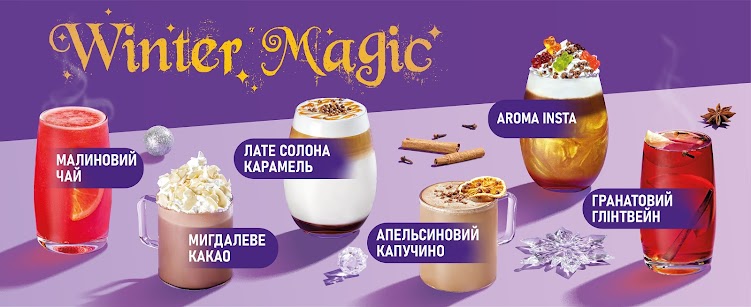 Winter Magic
МАЛИНОВИЙ
ЧАЙ
МИГДАЛЕВЕ
КАКАО
ЛАТЕ СОЛОНА
КАРАМЕЛЬ
АПЕЛЬСИНОВИЙ
КАПУЧИНО
AROMA INSTA
ГРАНАТОВИЙ
ГЛІНТВЕЙН